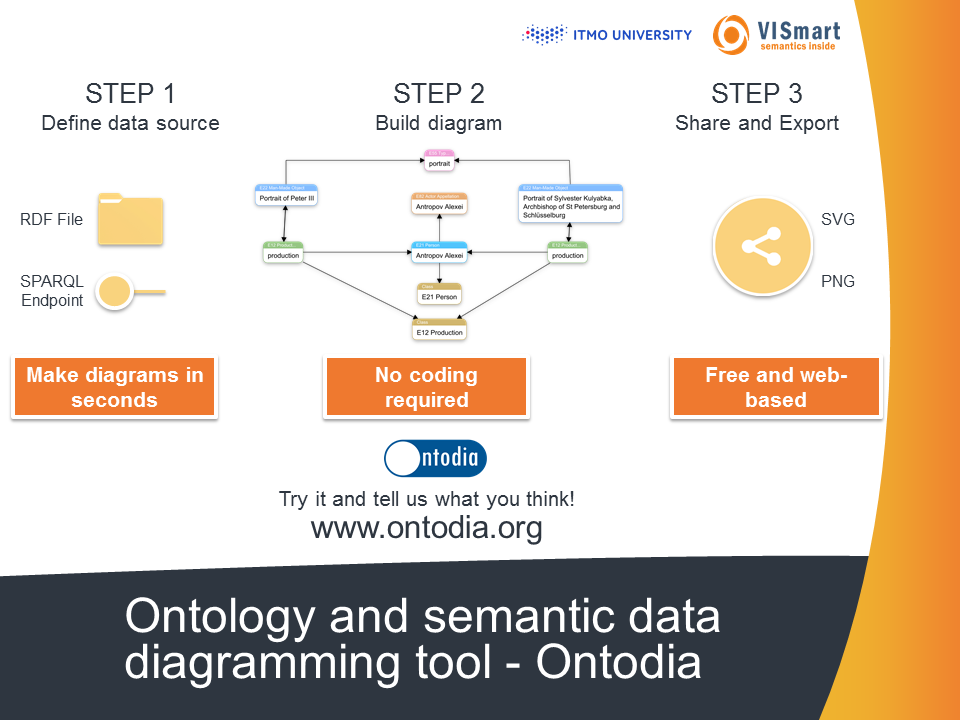 ITMO UNIVERSITY
VISmart
semantics inside
STEP 1
Define data source
RDF File
SPARQL
Endpoint
Make diagrams in
seconds
STEP 2
Build diagram
portrait
E22 Man-Made Object
Portrait of Peter III
E82 Actor Appellation
Antropov Alexei
E22 Man-Made Object
Portrait of Sylvester Kulyabka,
Archbishop of St Petersburg and
Schlüsselburg
E12 Production
production
E21 Person
Antropov Alexei
E12 Production
production
Class
E21 Person
Class
E12 Production
No coding
required
STEP 3
Share and Export
SVG
PNG
Free and web-
based
ntodia
Try it and tell us what you think!
www.ontodia.org
Ontology and semantic data
diagramming tool - Ontodia